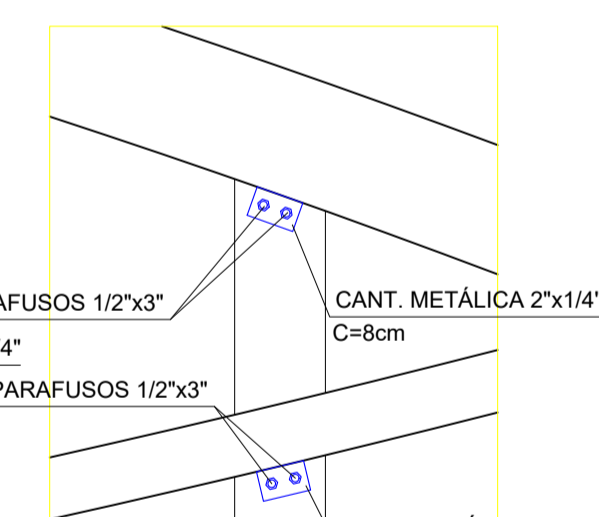 AFUSOS 1/2"x3"
CANT. METÁLICA 2"x1/4"
C=8cm
/4"
PARAFUSOS 1/2"x3"